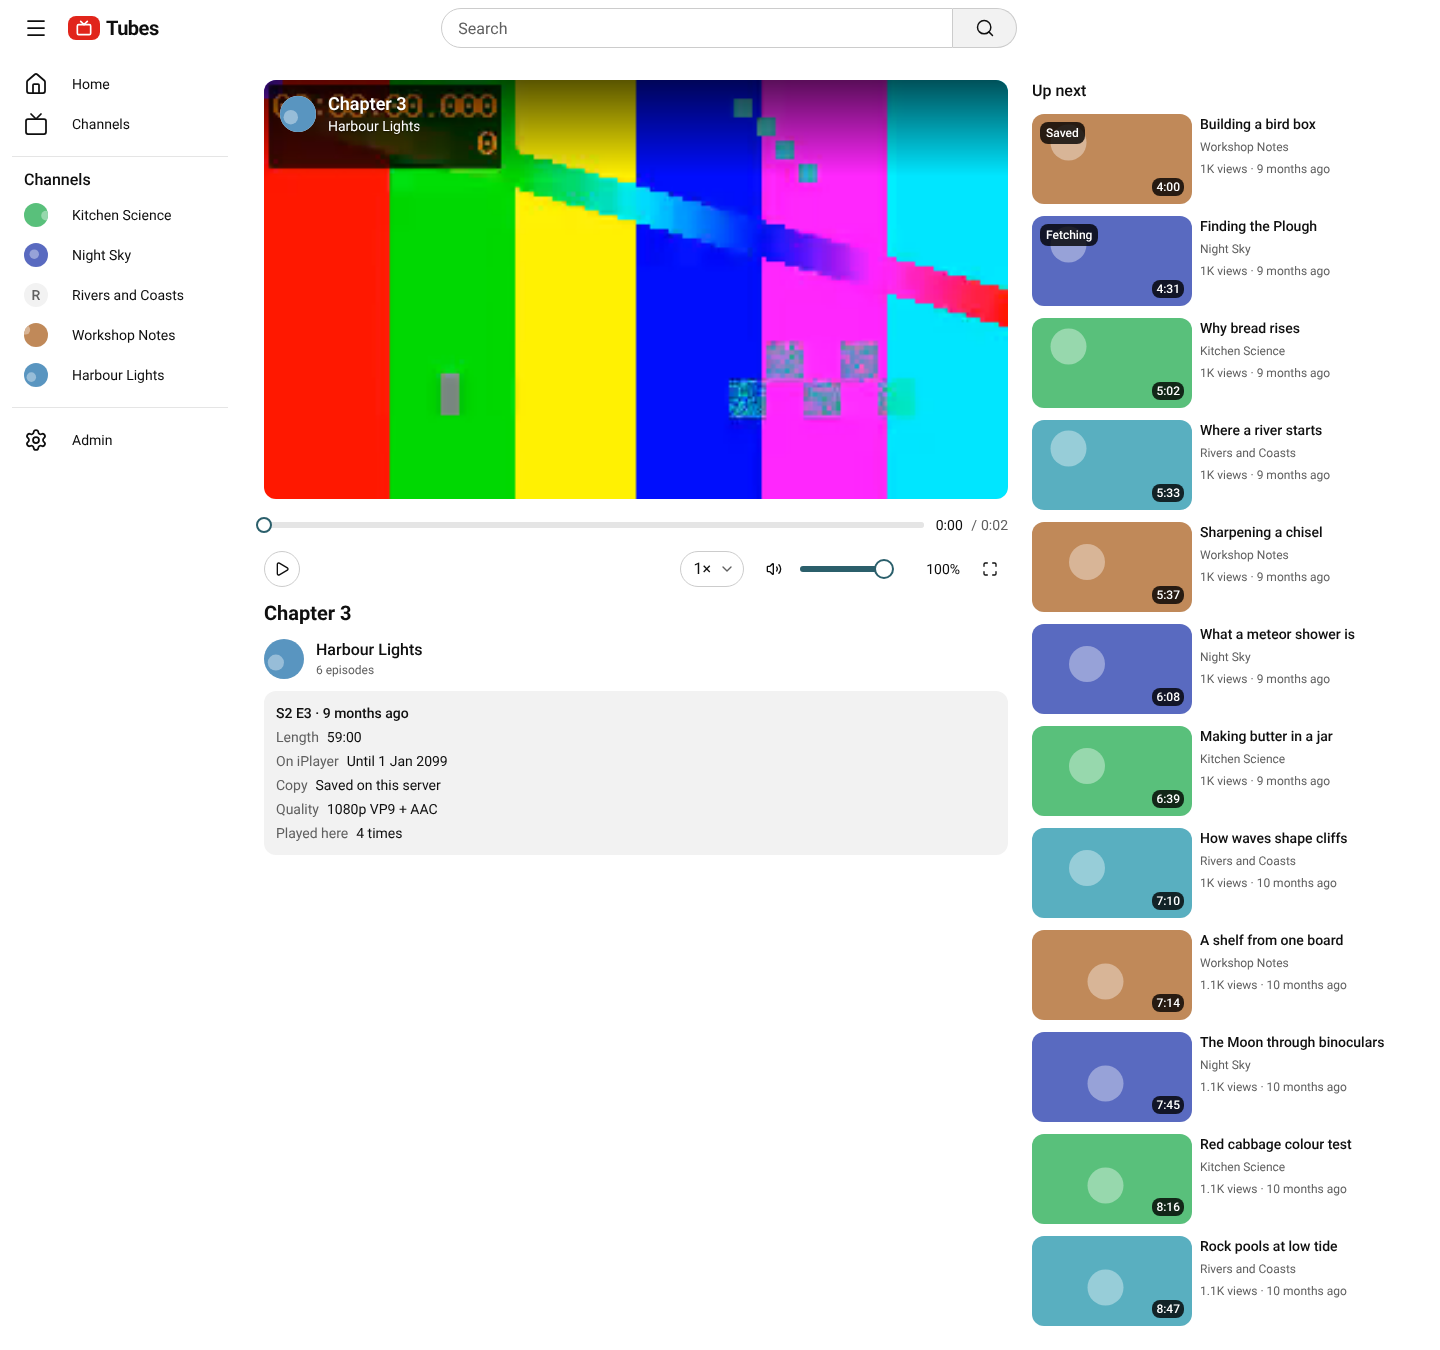 Tubes
Search
Home
Channels
Channels
Kitchen Science
Night Sky
R
Rivers and Coasts
Workshop Notes
Harbour Lights
Admin
Chapter 3
Harbour Lights
.000
0
0:00 / 0:02
1×
100%
Chapter 3
Harbour Lights
6 episodes
S2 E3 · 9 months ago
Length 59:00
On iPlayer Until 1 Jan 2099
Copy Saved on this server
Quality 1080p VP9 + AAC
Played here 4 times
Up next
Saved
4:00
Building a bird box
Workshop Notes
1K views · 9 months ago
Fetching
4:31
Finding the Plough
Night Sky
1K views · 9 months ago
5:02
Why bread rises
Kitchen Science
1K views · 9 months ago
5:33
Where a river starts
Rivers and Coasts
1K views · 9 months ago
5:37
Sharpening a chisel
Workshop Notes
1K views · 9 months ago
6:08
What a meteor shower is
Night Sky
1K views · 9 months ago
6:39
Making butter in a jar
Kitchen Science
1K views · 9 months ago
7:10
How waves shape cliffs
Rivers and Coasts
1K views · 10 months ago
7:14
A shelf from one board
Workshop Notes
1.1K views · 10 months ago
7:45
The Moon through binoculars
Night Sky
1.1K views · 10 months ago
8:16
Red cabbage colour test
Kitchen Science
1.1K views · 10 months ago
8:47
Rock pools at low tide
Rivers and Coasts
1.1K views · 10 months ago